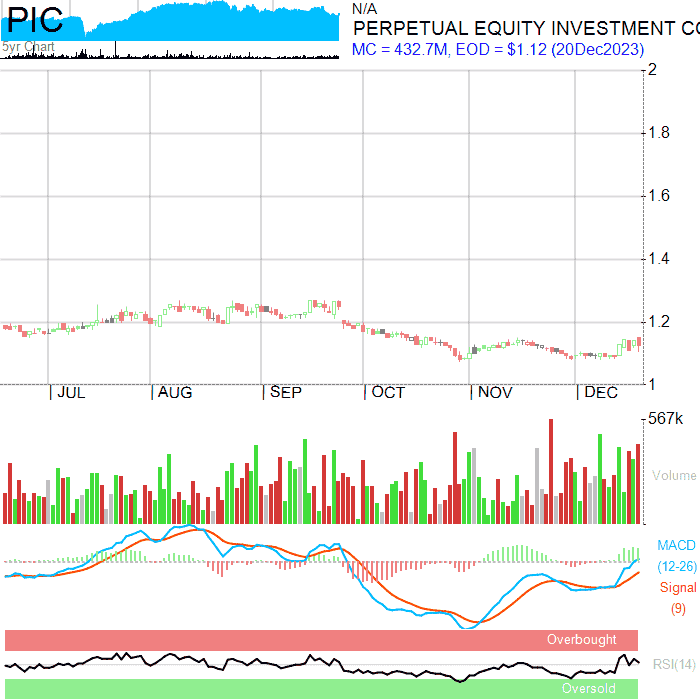 PIC
5yr Chart
N/A
PERPETUAL EQUITY INVESTMENT CO
MC = 432.7M, EOD = $1.12 (20Dec2023)
2
1.8
1.6
1.4
1.2
1
JUL AUG SEP OCT NOV DEC
567k
Volume
MACD
(12-26)
Signal
(9)
Overbought
RSI(14)
Oversold